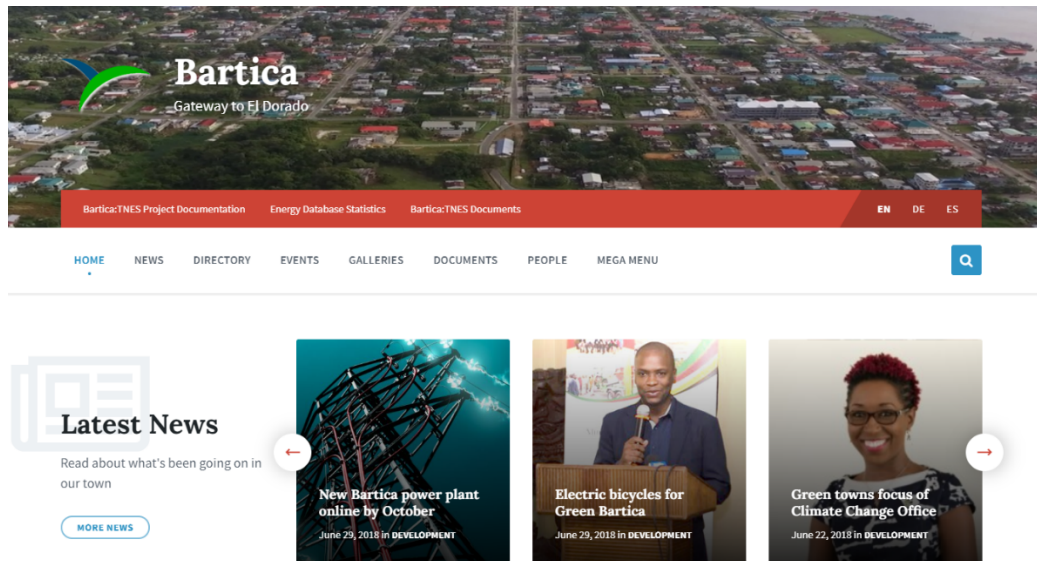 Bartica
Gateway to El Dorado
Bartica:TNES Project Documentation Energy Database Statistics Bartica:TNES Documents EN DE ES
HOME NEWS DIRECTORY EVENTS GALLERIES DOCUMENTS PEOPLE MEGA MENU
Latest News
Read about what's been going on in
our town
MORE NEWS
New Bartica power plant
online by October
June 29, 2018 in DEVELOPMENT
Electric bicycles for
Green Bartica
June 29, 2018 in DEVELOPMENT
Green towns focus of
Climate Change Office
June 22, 2018 in DEVELOPMENT